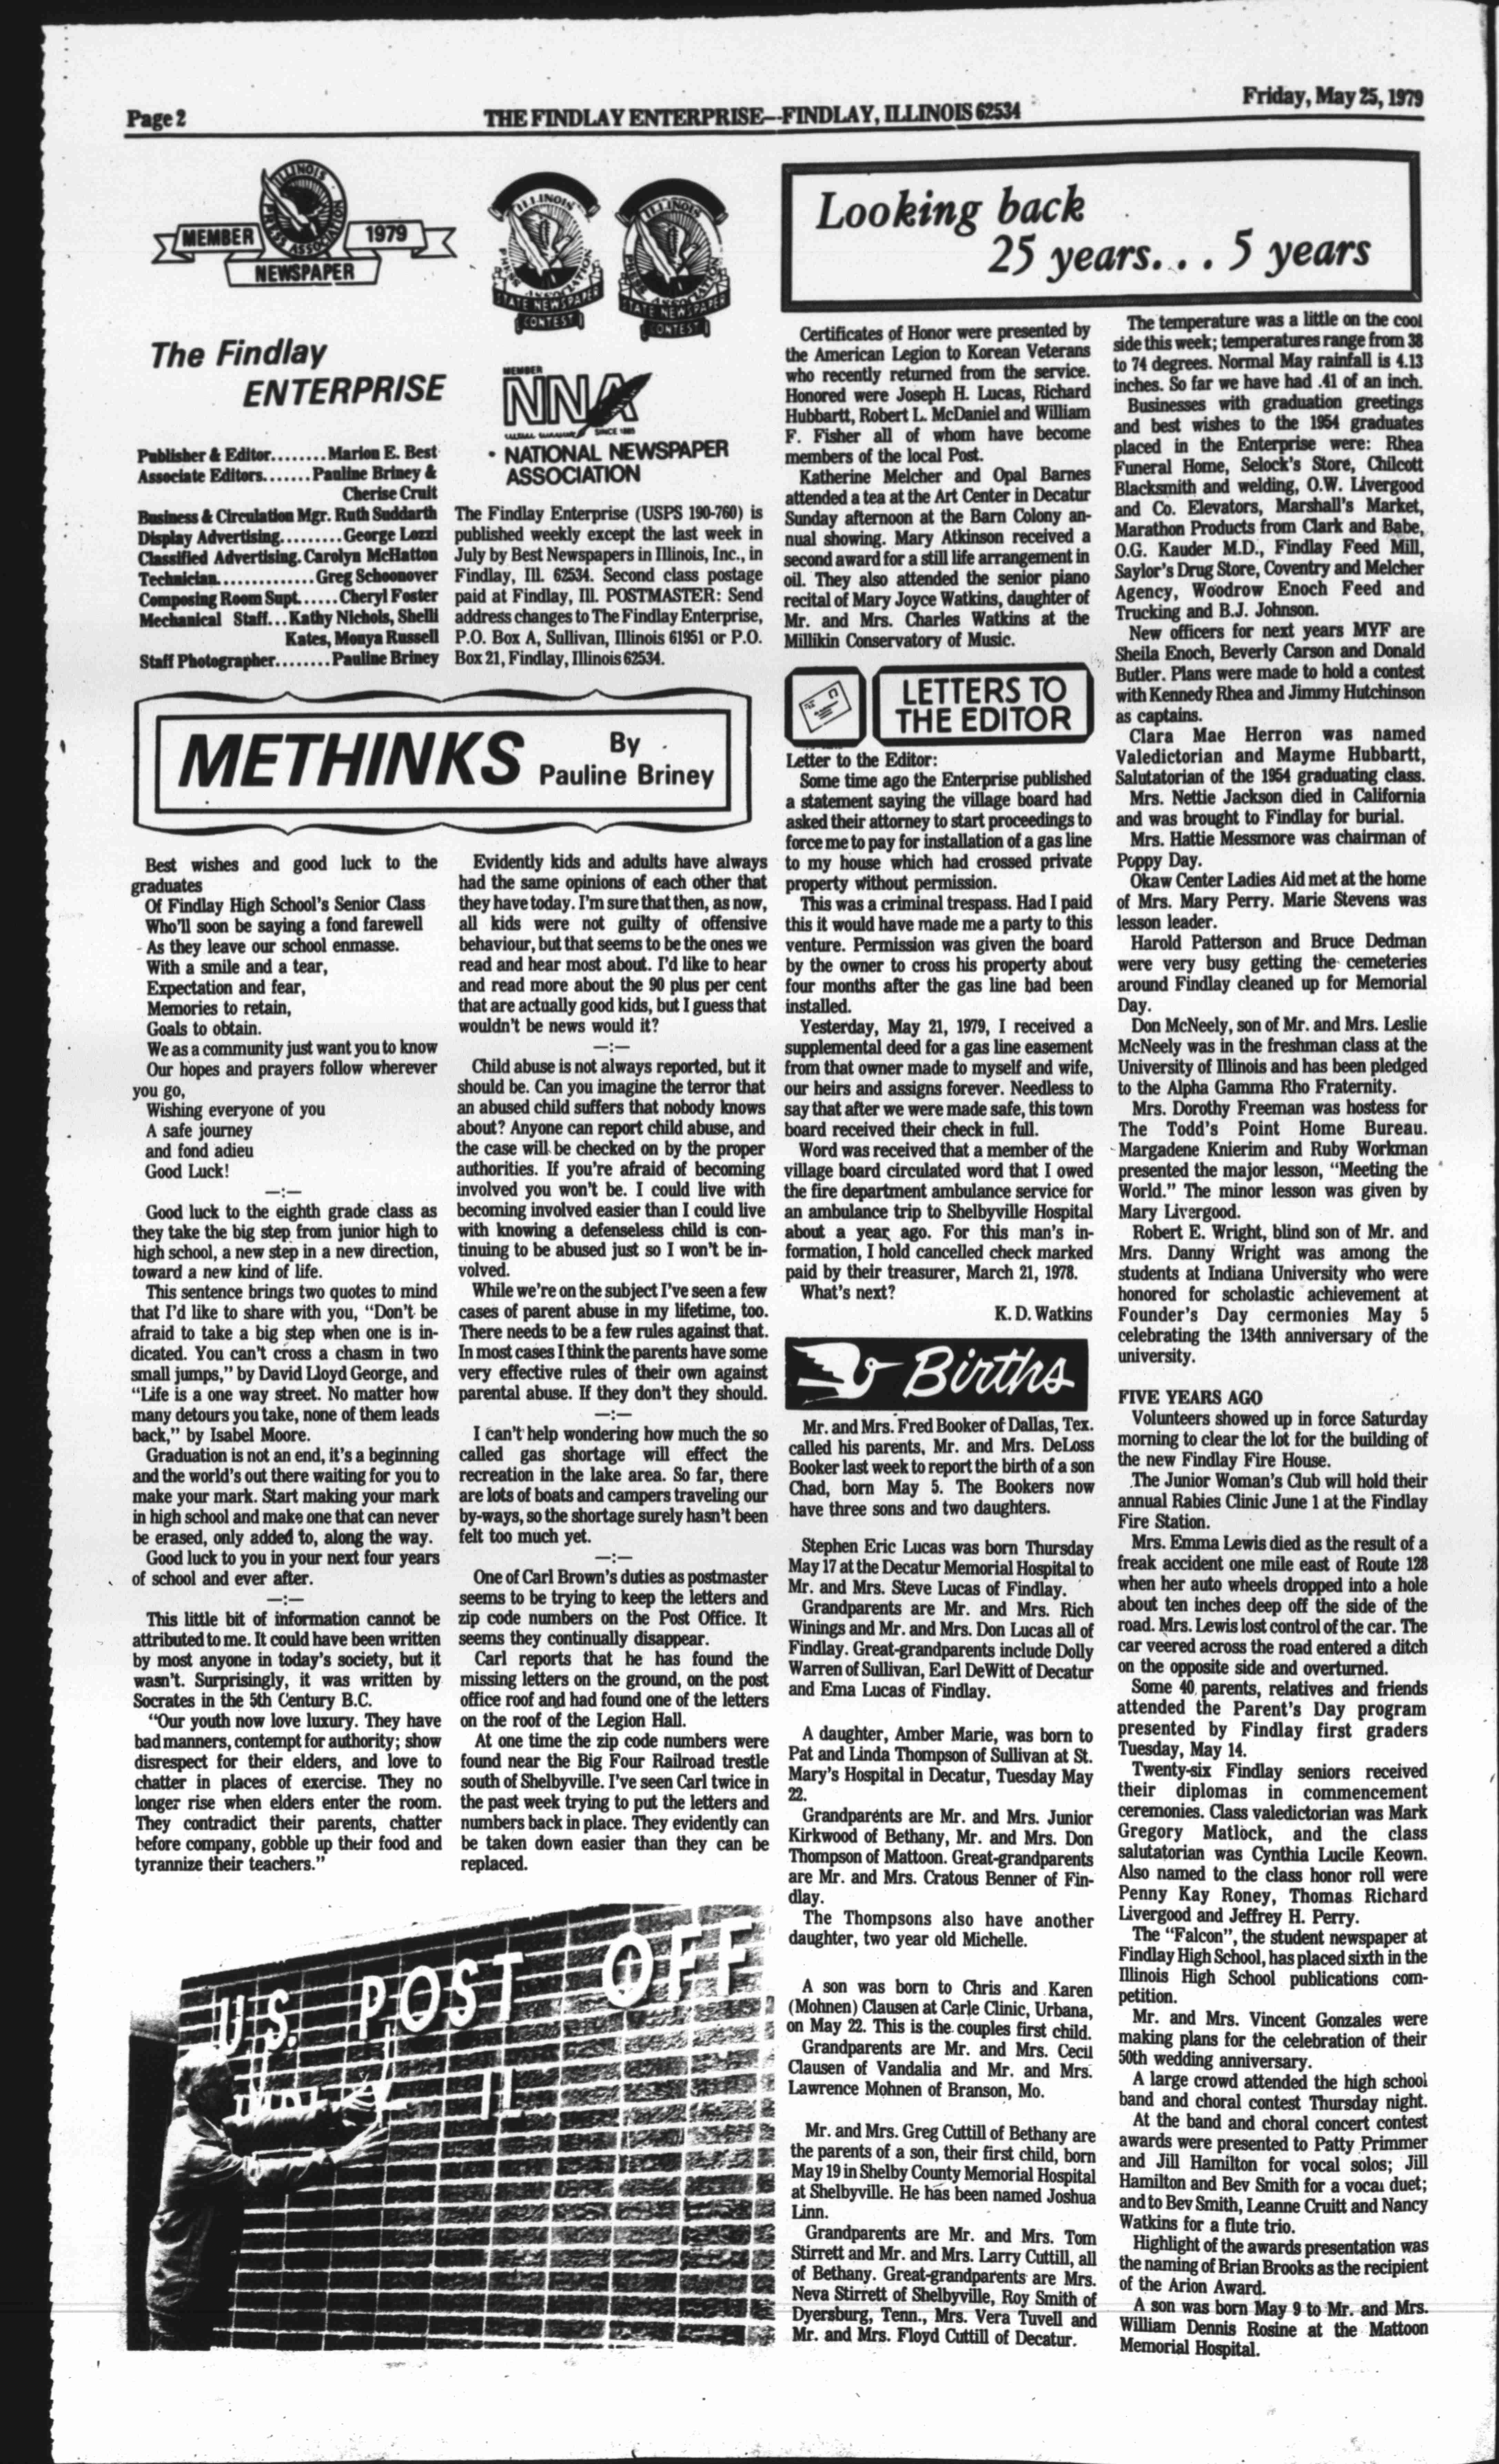 Page 2
THE FINDLAY ENTERPRISE--FINDLAY, ILLINOIS 62534
Friday, May 25, 1979
ILLINOIS
PRESS ASSOCIATION
MEMBER
1979
NEWSPAPER
ILLINOIS
PRESS ASSOCIATION
STATE NEWSPAPER
CONTEST
ILLINOIS
PRESS ASSOCIATION
STATE NEWSPAPER
CONTEST
The Findlay
ENTERPRISE
Publisher & Editor........Marion E. Best
Associate Editors.......Pauline Briney &
Cherise Cruit
Business & Circulation Mgr. Ruth Suddarth
Display Advertising.........George Lozzi
Classified Advertising.Carolyn McHatton
Technician..............Greg Schoonover
Composing Room Supt......Cheryl Foster
Mechanical Staff...Kathy Nichols, Shelli
Kates, Monya Russell
Staff Photographer........Pauline Briney
MEMBER
NNA
SINCE 1885
• NATIONAL NEWSPAPER
ASSOCIATION
The Findlay Enterprise (USPS 190-760) is
published weekly except the last week in
July by Best Newspapers in Illinois, Inc., in
Findlay, Ill. 62534. Second class postage
paid at Findlay, Ill. POSTMASTER: Send
address changes to The Findlay Enterprise,
P.O. Box A, Sullivan, Illinois 61951 or P.O.
Box 21, Findlay, Illinois 62534.
METHINKS
By
Pauline Briney
Best wishes and good luck to the
graduates
Of Findlay High School's Senior Class
Who'll soon be saying a fond farewell
As they leave our school enmasse.
With a smile and a tear,
Expectation and fear,
Memories to retain,
Goals to obtain.
We as a community just want you to know
Our hopes and prayers follow wherever
you go,
Wishing everyone of you
A safe journey
and fond adieu
Good Luck!
—:—
Good luck to the eighth grade class as
they take the big step from junior high to
high school, a new step in a new direction,
toward a new kind of life.
This sentence brings two quotes to mind
that I'd like to share with you, "Don't be
afraid to take a big step when one is in-
dicated. You can't cross a chasm in two
small jumps," by David Lloyd George, and
"Life is a one way street. No matter how
many detours you take, none of them leads
back," by Isabel Moore.
Graduation is not an end, it's a beginning
and the world's out there waiting for you to
make your mark. Start making your mark
in high school and make one that can never
be erased, only added to, along the way.
Good luck to you in your next four years
of school and ever after.
—:—
This little bit of information cannot be
attributed to me. It could have been written
by most anyone in today's society, but it
wasn't. Surprisingly, it was written by
Socrates in the 5th Century B.C.
"Our youth now love luxury. They have
bad manners, contempt for authority; show
disrespect for their elders, and love to
chatter in places of exercise. They no
longer rise when elders enter the room.
They contradict their parents, chatter
before company, gobble up their food and
tyrannize their teachers."
Evidently kids and adults have always
had the same opinions of each other that
they have today. I'm sure that then, as now,
all kids were not guilty of offensive
behaviour, but that seems to be the ones we
read and hear most about. I'd like to hear
and read more about the 90 plus per cent
that are actually good kids, but I guess that
wouldn't be news would it?
—:—
Child abuse is not always reported, but it
should be. Can you imagine the terror that
an abused child suffers that nobody knows
about? Anyone can report child abuse, and
the case will be checked on by the proper
authorities. If you're afraid of becoming
involved you won't be. I could live with
becoming involved easier than I could live
with knowing a defenseless child is con-
tinuing to be abused just so I won't be in-
volved.
While we're on the subject I've seen a few
cases of parent abuse in my lifetime, too.
There needs to be a few rules against that.
In most cases I think the parents have some
very effective rules of their own against
parental abuse. If they don't they should.
—:—
I can't help wondering how much the so
called gas shortage will effect the
recreation in the lake area. So far, there
are lots of boats and campers traveling our
by-ways, so the shortage surely hasn't been
felt too much yet.
—:—
One of Carl Brown's duties as postmaster
seems to be trying to keep the letters and
zip code numbers on the Post Office. It
seems they continually disappear.
Carl reports that he has found the
missing letters on the ground, on the post
office roof and had found one of the letters
on the roof of the Legion Hall.
At one time the zip code numbers were
found near the Big Four Railroad trestle
south of Shelbyville. I've seen Carl twice in
the past week trying to put the letters and
numbers back in place. They evidently can
be taken down easier than they can be
replaced.
U.S. POST OFF
Looking back
25 years... 5 years
Certificates of Honor were presented by
the American Legion to Korean Veterans
who recently returned from the service.
Honored were Joseph H. Lucas, Richard
Hubbartt, Robert L. McDaniel and William
F. Fisher all of whom have become
members of the local Post.
Katherine Melcher and Opal Barnes
attended a tea at the Art Center in Decatur
Sunday afternoon at the Barn Colony an-
nual showing. Mary Atkinson received a
second award for a still life arrangement in
oil. They also attended the senior piano
recital of Mary Joyce Watkins, daughter of
Mr. and Mrs. Charles Watkins at the
Millikin Conservatory of Music.
LETTERS TO
THE EDITOR
Letter to the Editor:
Some time ago the Enterprise published
a statement saying the village board had
asked their attorney to start proceedings to
force me to pay for installation of a gas line
to my house which had crossed private
property without permission.
This was a criminal trespass. Had I paid
this it would have made me a party to this
venture. Permission was given the board
by the owner to cross his property about
four months after the gas line had been
installed.
Yesterday, May 21, 1979, I received a
supplemental deed for a gas line easement
from that owner made to myself and wife,
our heirs and assigns forever. Needless to
say that after we were made safe, this town
board received their check in full.
Word was received that a member of the
village board circulated word that I owed
the fire department ambulance service for
an ambulance trip to Shelbyville Hospital
about a year ago. For this man's in-
formation, I hold cancelled check marked
paid by their treasurer, March 21, 1978.
What's next?
K. D. Watkins
Births
Mr. and Mrs. Fred Booker of Dallas, Tex.
called his parents, Mr. and Mrs. DeLoss
Booker last week to report the birth of a son
Chad, born May 5. The Bookers now
have three sons and two daughters.
Stephen Eric Lucas was born Thursday
May 17 at the Decatur Memorial Hospital to
Mr. and Mrs. Steve Lucas of Findlay.
Grandparents are Mr. and Mrs. Rich
Winings and Mr. and Mrs. Don Lucas all of
Findlay. Great-grandparents include Dolly
Warren of Sullivan, Earl DeWitt of Decatur
and Ema Lucas of Findlay.
A daughter, Amber Marie, was born to
Pat and Linda Thompson of Sullivan at St.
Mary's Hospital in Decatur, Tuesday May
22.
Grandparents are Mr. and Mrs. Junior
Kirkwood of Bethany, Mr. and Mrs. Don
Thompson of Mattoon. Great-grandparents
are Mr. and Mrs. Cratous Benner of Fin-
dlay.
The Thompsons also have another
daughter, two year old Michelle.
A son was born to Chris and Karen
(Mohnen) Clausen at Carle Clinic, Urbana,
on May 22. This is the couples first child.
Grandparents are Mr. and Mrs. Cecil
Clausen of Vandalia and Mr. and Mrs.
Lawrence Mohnen of Branson, Mo.
Mr. and Mrs. Greg Cuttill of Bethany are
the parents of a son, their first child, born
May 19 in Shelby County Memorial Hospital
at Shelbyville. He has been named Joshua
Linn.
Grandparents are Mr. and Mrs. Tom
Stirrett and Mr. and Mrs. Larry Cuttill, all
of Bethany. Great-grandparents are Mrs.
Neva Stirrett of Shelbyville, Roy Smith of
Dyersburg, Tenn., Mrs. Vera Tuvell and
Mr. and Mrs. Floyd Cuttill of Decatur.
The temperature was a little on the cool
side this week; temperatures range from 38
to 74 degrees. Normal May rainfall is 4.13
inches. So far we have had .41 of an inch.
Businesses with graduation greetings
and best wishes to the 1954 graduates
placed in the Enterprise were: Rhea
Funeral Home, Selock's Store, Chilcott
Blacksmith and welding, O.W. Livergood
and Co. Elevators, Marshall's Market,
Marathon Products from Clark and Babe,
O.G. Kauder M.D., Findlay Feed Mill,
Saylor's Drug Store, Coventry and Melcher
Agency, Woodrow Enoch Feed and
Trucking and B.J. Johnson.
New officers for next years MYF are
Sheila Enoch, Beverly Carson and Donald
Butler. Plans were made to hold a contest
with Kennedy Rhea and Jimmy Hutchinson
as captains.
Clara Mae Herron was named
Valedictorian and Mayme Hubbartt,
Salutatorian of the 1954 graduating class.
Mrs. Nettie Jackson died in California
and was brought to Findlay for burial.
Mrs. Hattie Messmore was chairman of
Poppy Day.
Okaw Center Ladies Aid met at the home
of Mrs. Mary Perry. Marie Stevens was
lesson leader.
Harold Patterson and Bruce Dedman
were very busy getting the cemeteries
around Findlay cleaned up for Memorial
Day.
Don McNeely, son of Mr. and Mrs. Leslie
McNeely was in the freshman class at the
University of Illinois and has been pledged
to the Alpha Gamma Rho Fraternity.
Mrs. Dorothy Freeman was hostess for
The Todd's Point Home Bureau.
Margadene Knierim and Ruby Workman
presented the major lesson, "Meeting the
World." The minor lesson was given by
Mary Livergood.
Robert E. Wright, blind son of Mr. and
Mrs. Danny Wright was among the
students at Indiana University who were
honored for scholastic achievement at
Founder's Day cermonies May 5
celebrating the 134th anniversary of the
university.
FIVE YEARS AGO
Volunteers showed up in force Saturday
morning to clear the lot for the building of
the new Findlay Fire House.
The Junior Woman's Club will hold their
annual Rabies Clinic June 1 at the Findlay
Fire Station.
Mrs. Emma Lewis died as the result of a
freak accident one mile east of Route 128
when her auto wheels dropped into a hole
about ten inches deep off the side of the
road. Mrs. Lewis lost control of the car. The
car veered across the road entered a ditch
on the opposite side and overturned.
Some 40 parents, relatives and friends
attended the Parent's Day program
presented by Findlay first graders
Tuesday, May 14.
Twenty-six Findlay seniors received
their diplomas in commencement
ceremonies. Class valedictorian was Mark
Gregory Matlock, and the class
salutatorian was Cynthia Lucile Keown.
Also named to the class honor roll were
Penny Kay Roney, Thomas Richard
Livergood and Jeffrey H. Perry.
The "Falcon", the student newspaper at
Findlay High School, has placed sixth in the
Illinois High School publications com-
petition.
Mr. and Mrs. Vincent Gonzales were
making plans for the celebration of their
50th wedding anniversary.
A large crowd attended the high school
band and choral contest Thursday night.
At the band and choral concert contest
awards were presented to Patty Primmer
and Jill Hamilton for vocal solos; Jill
Hamilton and Bev Smith for a vocal duet;
and to Bev Smith, Leanne Cruitt and Nancy
Watkins for a flute trio.
Highlight of the awards presentation was
the naming of Brian Brooks as the recipient
of the Arion Award.
A son was born May 9 to Mr. and Mrs.
William Dennis Rosine at the Mattoon
Memorial Hospital.